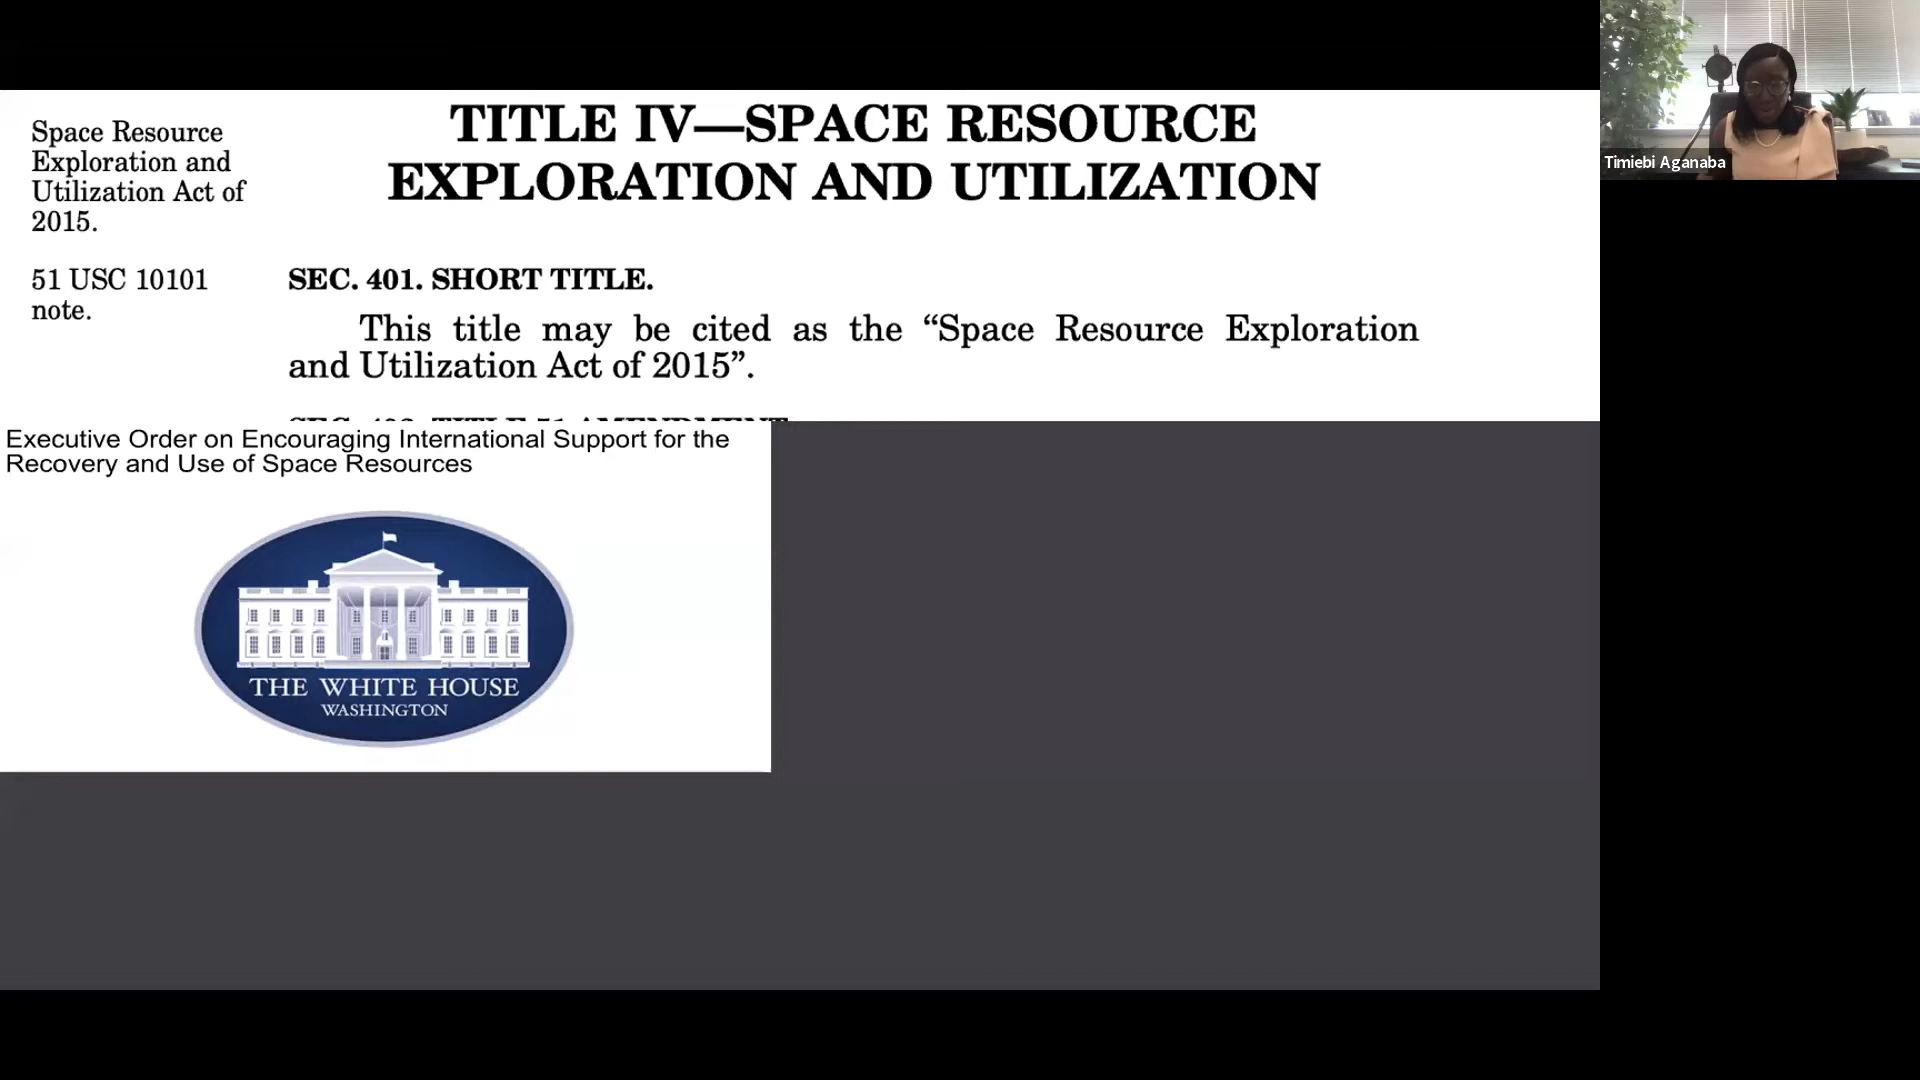 Space Resource
Exploration and
Utilization Act of
2015.
51 USC 10101
note.
TITLE IV—SPACE RESOURCE
EXPLORATION AND UTILIZATION
SEC. 401. SHORT TITLE.
This title may be cited as the “Space Resource Exploration
and Utilization Act of 2015”.
Executive Order on Encouraging International Support for the
Recovery and Use of Space Resources
THE WHITE HOUSE
WASHINGTON
Timiebi Aganaba